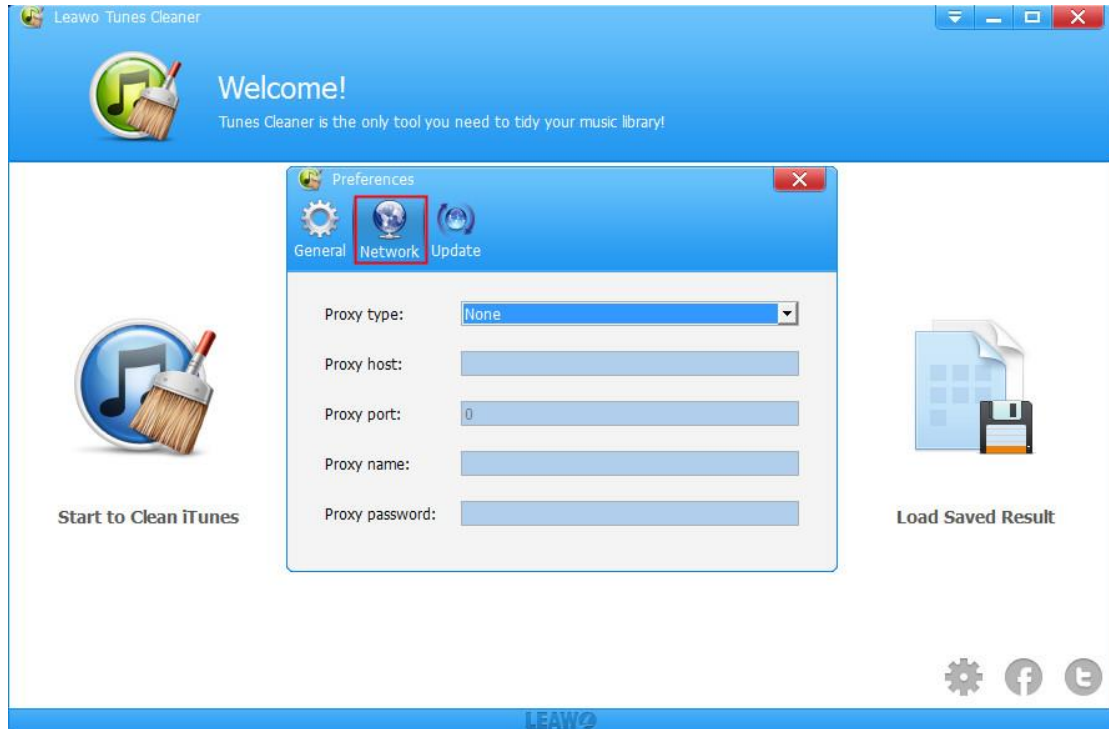 Leawo Tunes Cleaner
Welcome!
Tunes Cleaner is the only tool you need to tidy your music library!
Preferences
General Network Update
Proxy type: None
Proxy host:
Proxy port: 0
Proxy name:
Proxy password:
Start to Clean iTunes
Load Saved Result
LEAWO